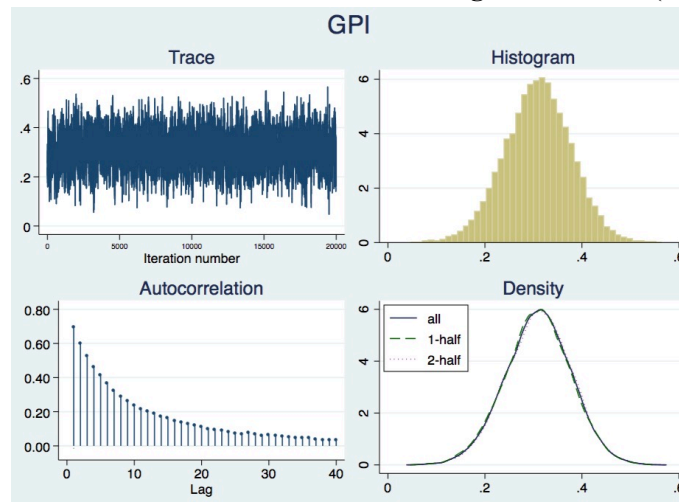 GPI
Trace
.6
.4
.2
0
0 5000 10000 15000 20000
Iteration number
Histogram
6
4
2
0
0 .2 .4 .6
Autocorrelation
0.80
0.60
0.40
0.20
0.00
0 10 20 30 40
Lag
Density
6
4
2
0
all
1-half
2-half
0 .2 .4 .6